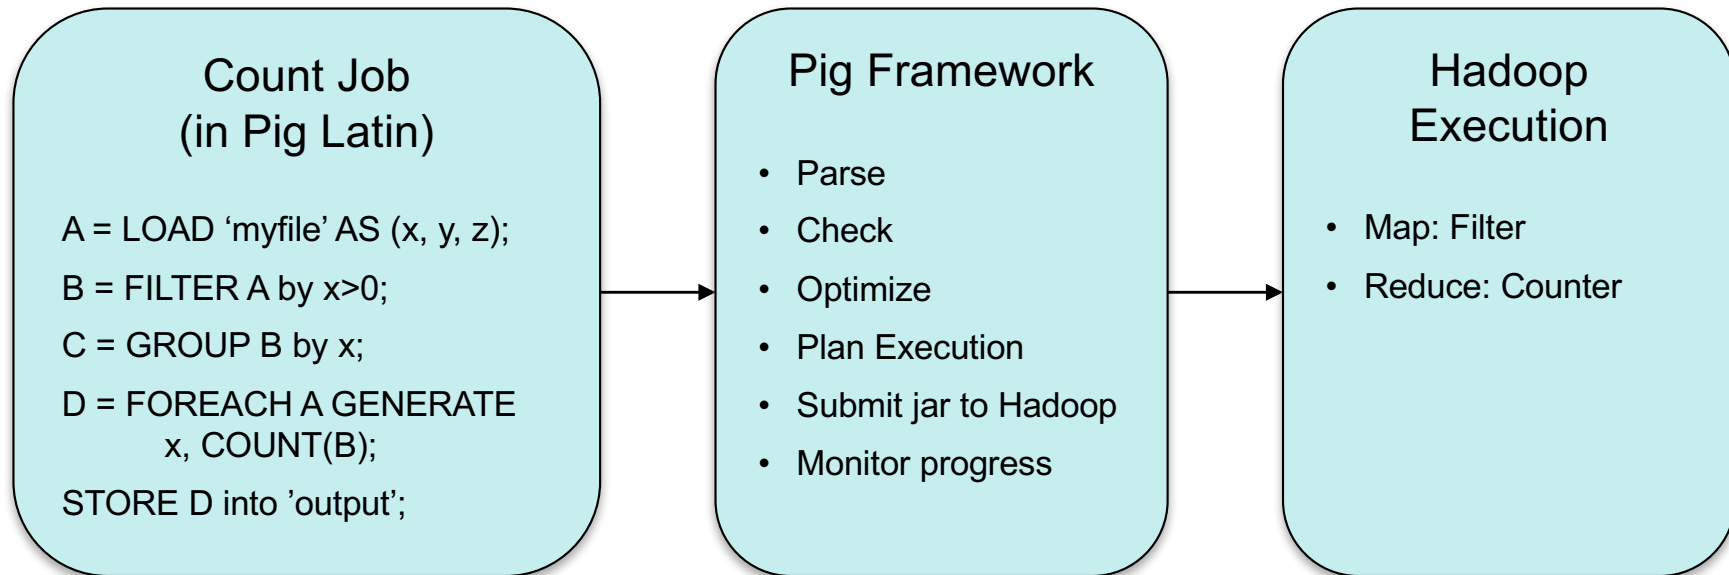 Count Job
(in Pig Latin)
A = LOAD ‘myfile’ AS (x, y, z);
B = FILTER A by x>0;
C = GROUP B by x;
D = FOREACH A GENERATE
x, COUNT(B);
STORE D into ’output’;
Pig Framework
• Parse
• Check
• Optimize
• Plan Execution
• Submit jar to Hadoop
• Monitor progress
Hadoop
Execution
• Map: Filter
• Reduce: Counter